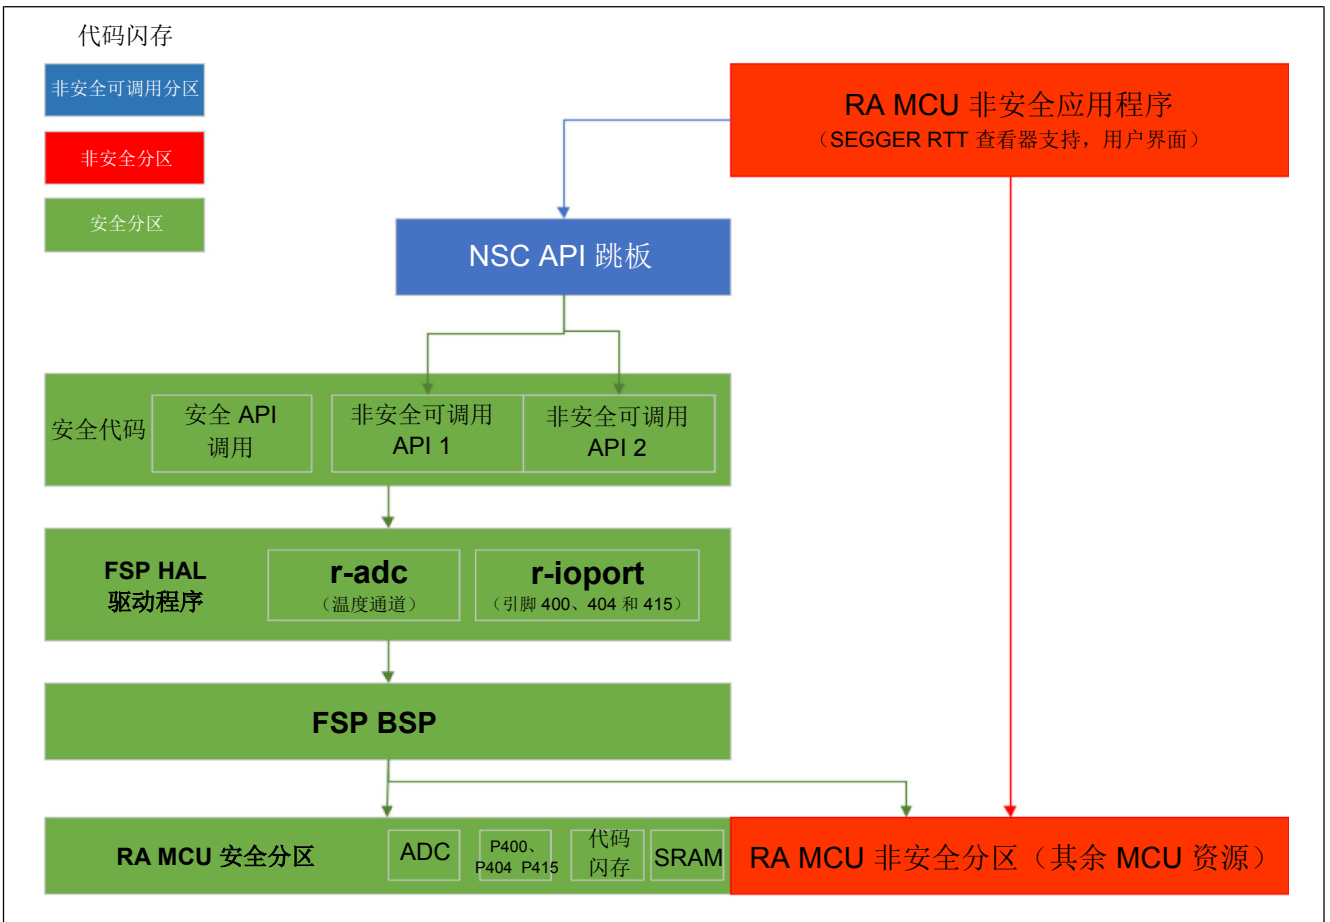 代码闪存
非安全可调用分区
非安全分区
安全分区
RA MCU 非安全应用程序
（SEGGER RTT 查看器支持，用户界面）
NSC API 跳板
安全代码
安全 API
调用
非安全可调用
API 1
非安全可调用
API 2
FSP HAL
驱动程序
r-adc
（温度通道）
r-ioport
（引脚 400、404 和 415）
FSP BSP
RA MCU 安全分区
ADC
P400、
P404 P415
代码
闪存
SRAM
RA MCU 非安全分区（其余 MCU 资源）